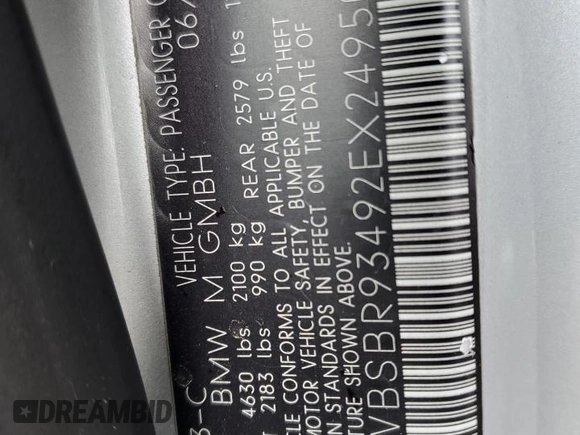 06/
VEHICLE TYPE: PASSENGER C
3-C
BMW M GMBH
4630 lbs 2100 kg
2183 lbs 990 kg REAR 2579 lbs 1
CLE CONFORMS TO ALL APPLICABLE U.S.
MOTOR VEHICLE SAFETY, BUMPER AND THEFT
N STANDARDS IN EFFECT ON THE DATE OF
TURE SHOWN ABOVE.
VBSBR93492EX2495
DREAMBID